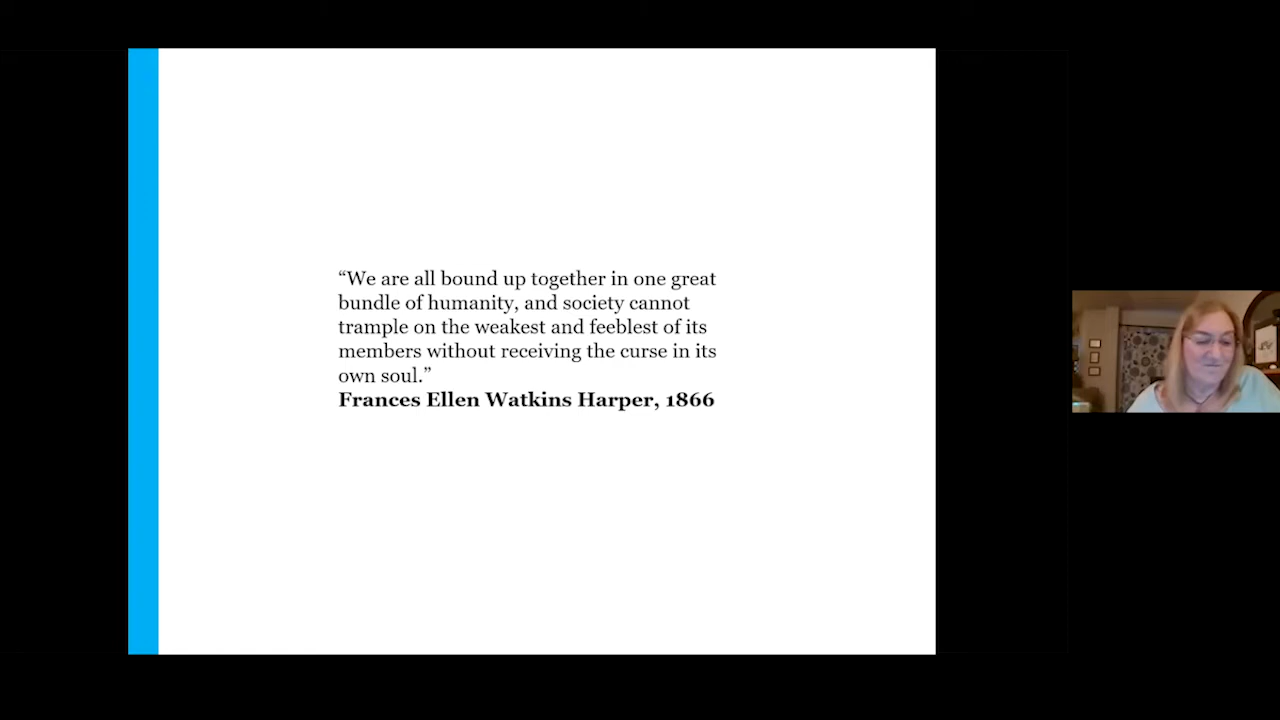 “We are all bound up together in one great
bundle of humanity, and society cannot
trample on the weakest and feeblest of its
members without receiving the curse in its
own soul.”
Frances Ellen Watkins Harper, 1866